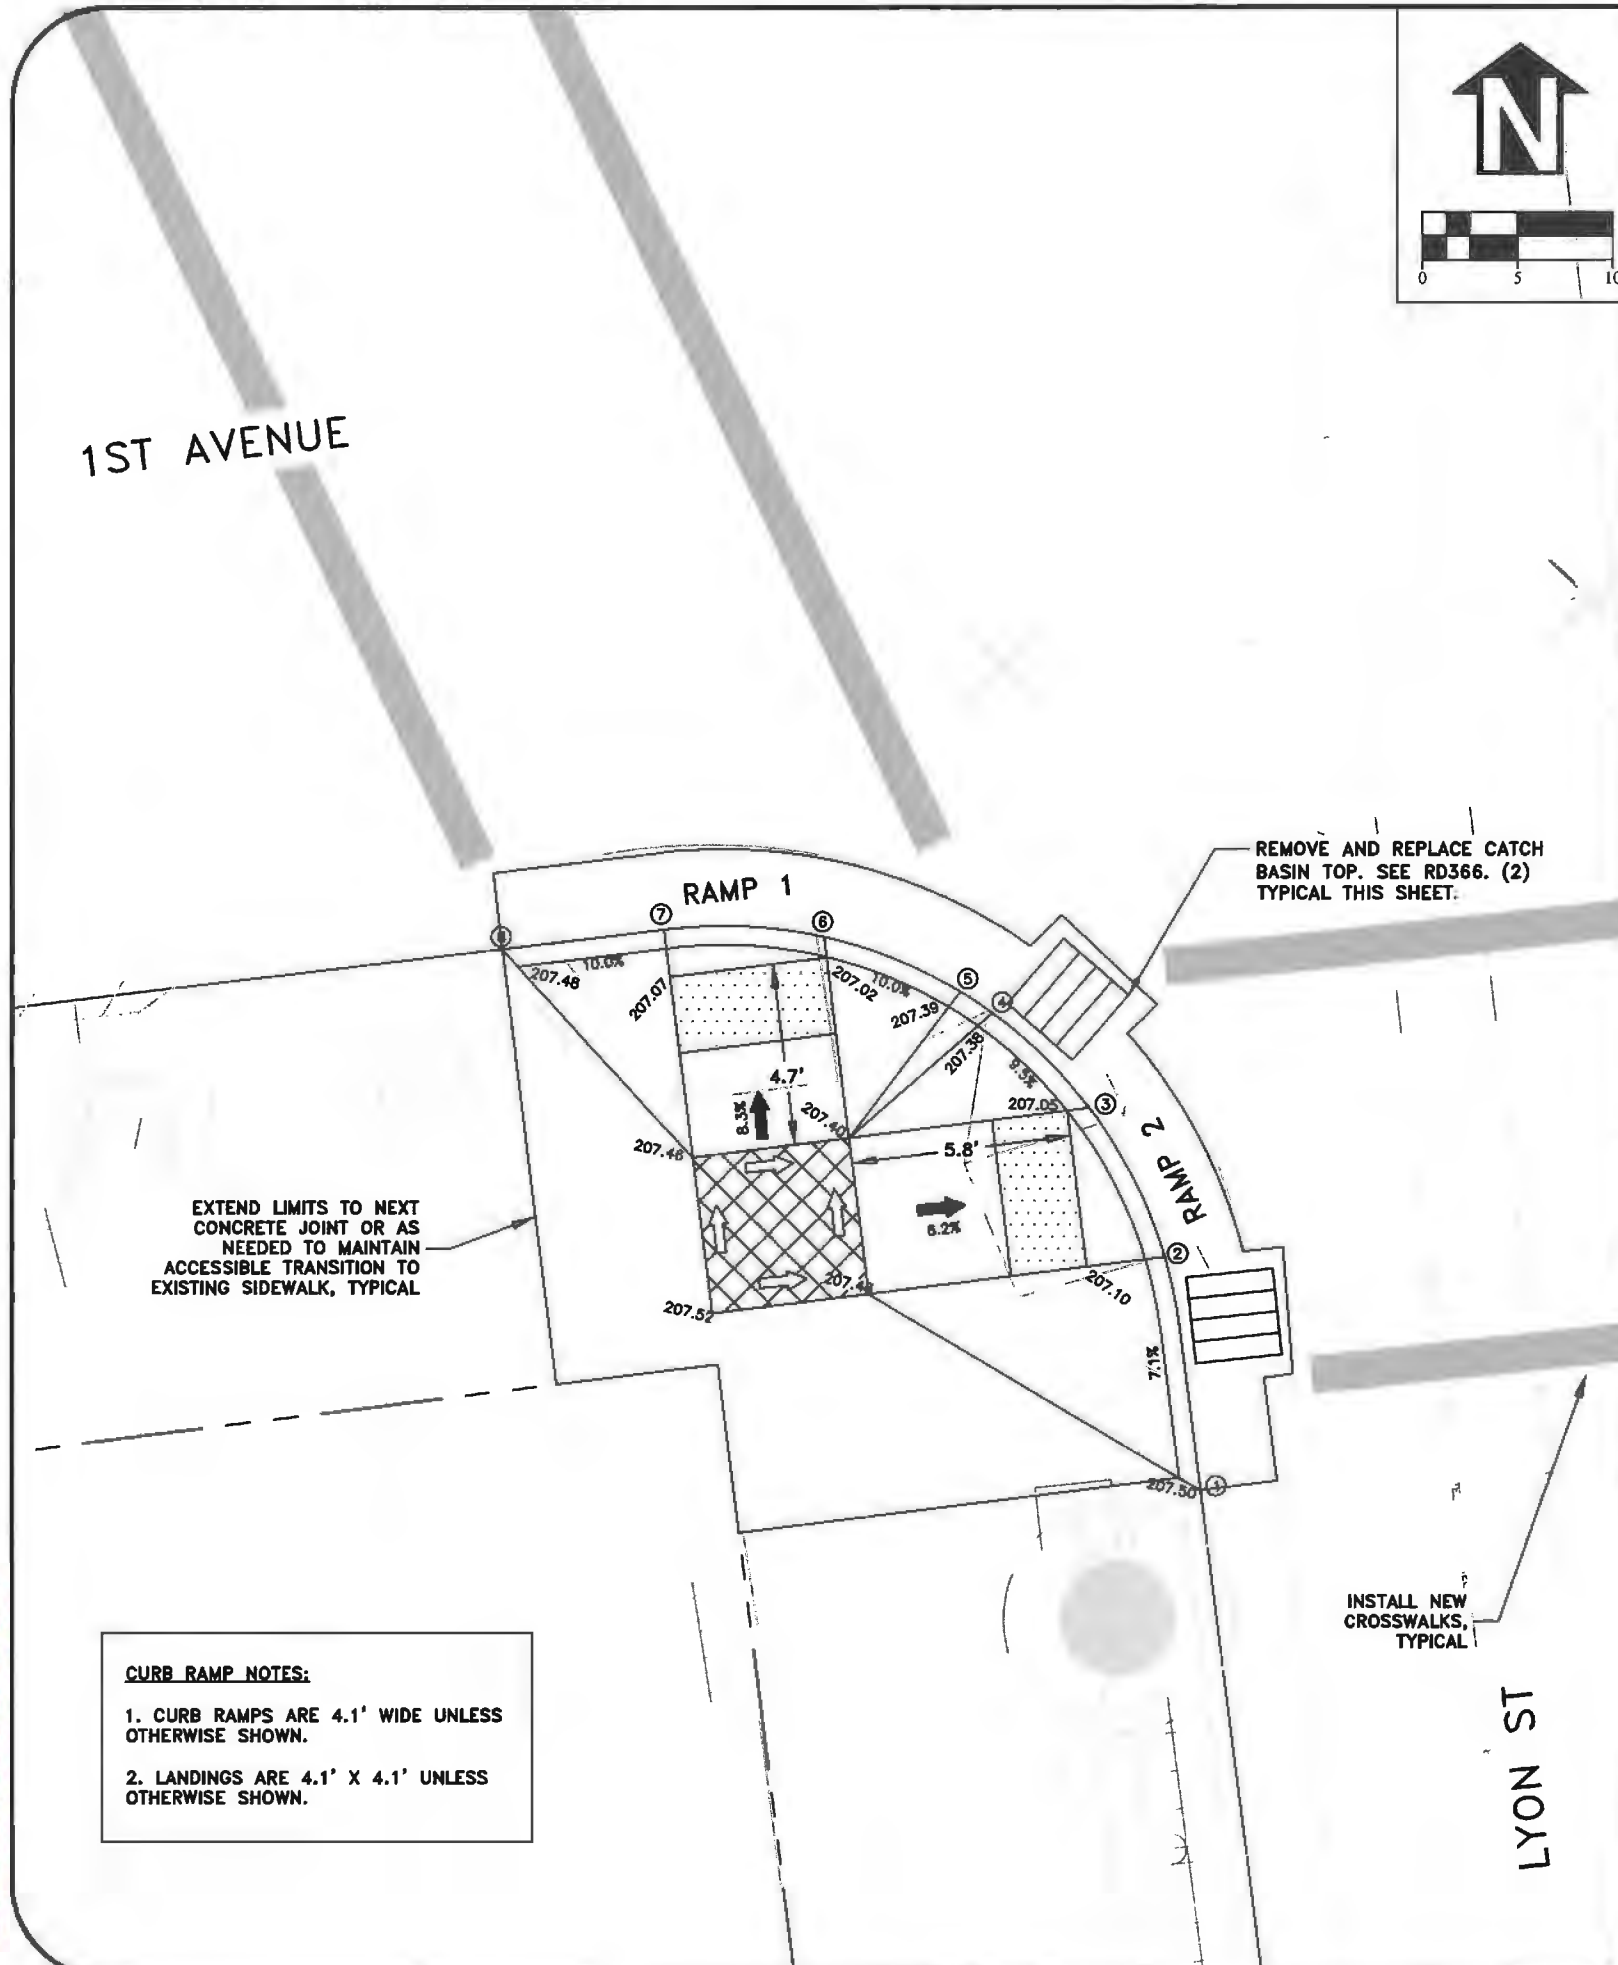 N
0 5 10
1ST AVENUE
REMOVE AND REPLACE CATCH
BASIN TOP. SEE RD366. (2)
TYPICAL THIS SHEET.
RAMP 1
8
7
6
5
4
3
2
1
207.48
10.0%
207.07
207.02
10.0%
207.39
207.38
9.5%
207.05
4.7'
8.3%
207.40
5.8'
RAMP 2
6.2%
207.10
207.52
7.1%
207.50
EXTEND LIMITS TO NEXT
CONCRETE JOINT OR AS
NEEDED TO MAINTAIN
ACCESSIBLE TRANSITION TO
EXISTING SIDEWALK, TYPICAL
INSTALL NEW
CROSSWALKS,
TYPICAL
LYON ST
CURB RAMP NOTES:
1. CURB RAMPS ARE 4.1' WIDE UNLESS
OTHERWISE SHOWN.
2. LANDINGS ARE 4.1' X 4.1' UNLESS
OTHERWISE SHOWN.